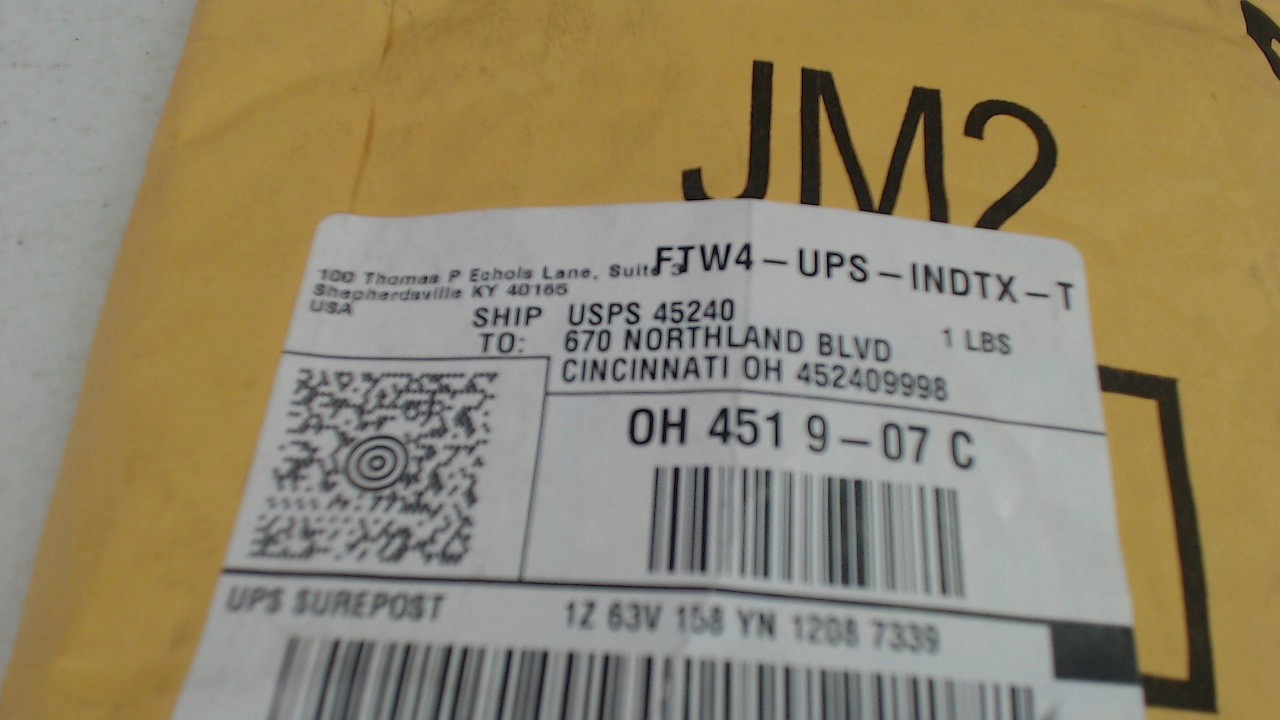 JM2
FTW4-UPS-INDTX-T
100 Thomas P Echols Lane, Suite 3
Shepherdsville KY 40165
USA
SHIP TO: USPS 45240
670 NORTHLAND BLVD 1 LBS
CINCINNATI OH 452409998
OH 451 9-07 C
UPS SUREPOST 1Z 63V 158 YN 1208 7339